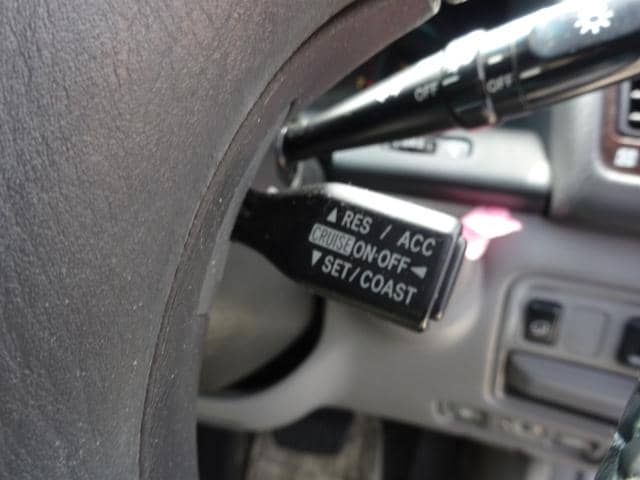 OFF OFF
▲ RES / ACC
CRUISE ON·OFF ◄
▼ SET/COAST